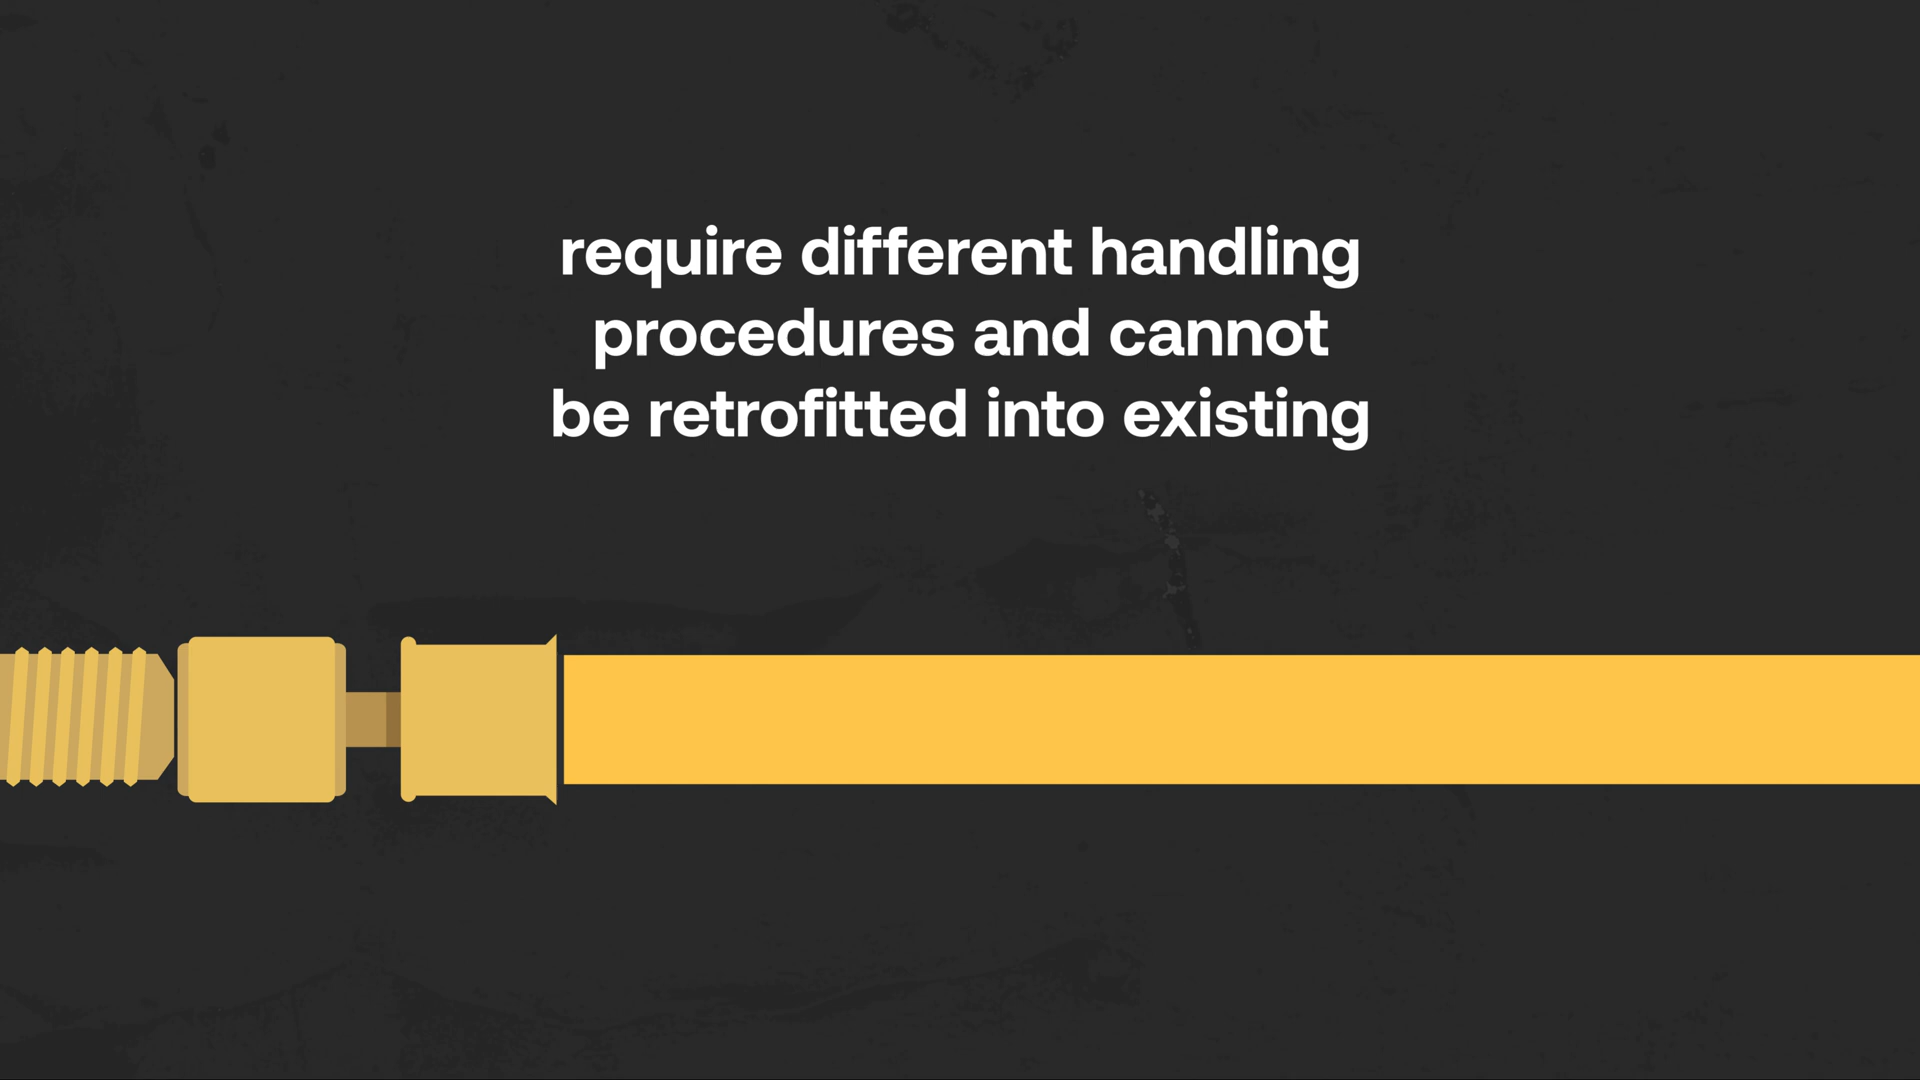 require different handling
procedures and cannot
be retrofitted into existing